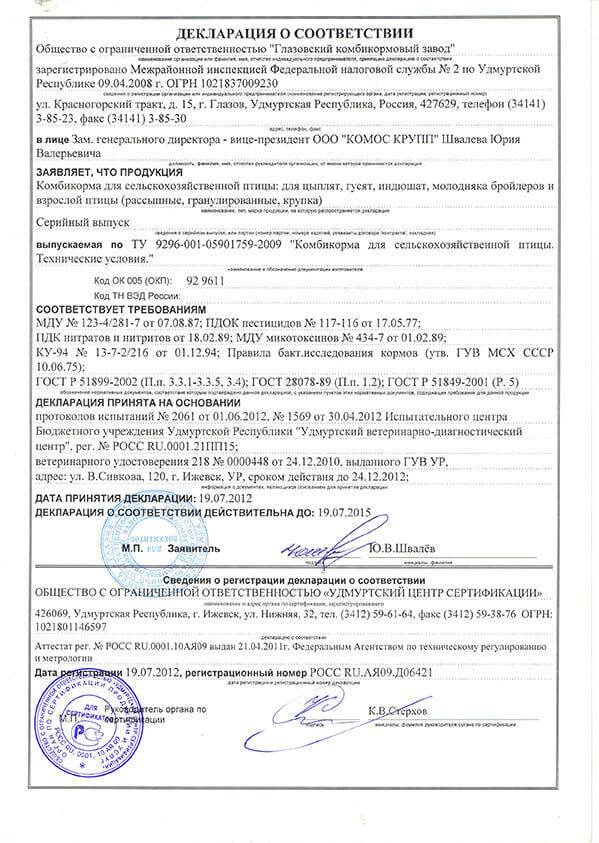 ДЕКЛАРАЦИЯ О СООТВЕТСТВИИ
Общество с ограниченной ответственностью "Глазовский комбикормовый завод"
наименование организации или фамилия, имя, отчество индивидуального предпринимателя, принявших декларацию о соответствии
зарегистрировано Межрайонной инспекцией Федеральной налоговой службы № 2 по Удмуртской
Республике 09.04.2008 г. ОГРН 1021837009230
сведения о регистрации организации или индивидуального предпринимателя (наименование регистрирующего органа, дата регистрации, регистрационный номер)
ул. Красногорский тракт, д. 15, г. Глазов, Удмуртская Республика, Россия, 427629, телефон (34141)
3-85-23, факс (34141) 3-85-30
адрес, телефон, факс
в лице Зам. генерального директора - вице-президент ООО "КОМОС КРУПП" Швалева Юрия
Валерьевича
должность, фамилия, имя, отчество руководителя организации, от имени которой принимается декларация
ЗАЯВЛЯЕТ, ЧТО ПРОДУКЦИЯ
Комбикорма для сельскохозяйственной птицы: для цыплят, гусят, индюшат, молодняка бройлеров и
взрослой птицы (рассыпные, гранулированные, крупка)
наименование, тип, марка продукции, на которую распространяется декларация
Серийный выпуск
сведения о серийном выпуске, или партии (номер партии, номера изделий, реквизиты договора (контракта), накладная)
выпускаемая по ТУ 9296-001-05901759-2009 "Комбикорма для сельскохозяйственной птицы.
Технические условия."
наименование и обозначение документации изготовителя
Код ОК 005 (ОКП): 92 9611
Код ТН ВЭД России:
СООТВЕТСТВУЕТ ТРЕБОВАНИЯМ
МДУ № 123-4/281-7 от 07.08.87; ПДОК пестицидов № 117-116 от 17.05.77;
ПДК нитратов и нитритов от 18.02.89; МДУ микотоксинов № 434-7 от 01.02.89;
КУ-94 № 13-7-2/216 от 01.12.94; Правила бакт.исследования кормов (утв. ГУВ МСХ СССР
10.06.75);
ГОСТ Р 51899-2002 (П.п. 3.3.1-3.3.5, 3.4); ГОСТ 28078-89 (П.п. 1.2); ГОСТ Р 51849-2001 (Р. 5)
обозначение нормативных документов, соответствие которым подтверждено данной декларацией, с указанием пунктов этих нормативных документов, содержащих требования для данной продукции
ДЕКЛАРАЦИЯ ПРИНЯТА НА ОСНОВАНИИ
протоколов испытаний № 2061 от 01.06.2012, № 1569 от 30.04.2012 Испытательного центра
Бюджетного учреждения Удмуртской Республики "Удмуртский ветеринарно-диагностический
центр", рег. № РОСС RU.0001.21ПП15;
ветеринарного удостоверения 218 № 0000448 от 24.12.2010, выданного ГУВ УР,
адрес: ул. В.Сивкова, 120, г. Ижевск, УР, сроком действия до 24.12.2012;
информация о документах, являющихся основанием для принятия декларации
ДАТА ПРИНЯТИЯ ДЕКЛАРАЦИИ: 19.07.2012
ДЕКЛАРАЦИЯ О СООТВЕТСТВИИ ДЕЙСТВИТЕЛЬНА ДО: 19.07.2015
ДЛЯ ДОКУМЕНТОВ
М.П. Заявитель Ю.В.Швалёв
подпись инициалы, фамилия
Сведения о регистрации декларации о соответствии
ОБЩЕСТВО С ОГРАНИЧЕННОЙ ОТВЕТСТВЕННОСТЬЮ «УДМУРТСКИЙ ЦЕНТР СЕРТИФИКАЦИИ»
наименование и адрес органа по сертификации, зарегистрировавшего
426069, Удмуртская Республика, г. Ижевск, ул. Нижняя, 32, тел. (3412) 59-61-64, факс (3412) 59-38-76 ОГРН:
1021801146597
декларацию о соответствии
Аттестат рег. № РОСС RU.0001.10АЯ09 выдан 21.04.2011г. Федеральным Агентством по техническому регулированию
и метрологии
Дата регистрации 19.07.2012, регистрационный номер РОСС RU.АЯ09.Д06421
дата регистрации и регистрационный номер декларации
М.П. Руководитель органа по
сертификации
К.В.Стерхов
подпись инициалы, фамилия руководителя органа по сертификации
ДЛЯ
СЕРТИФИКАТОВ
РОСС RU. 0001. 10 АЯ 09